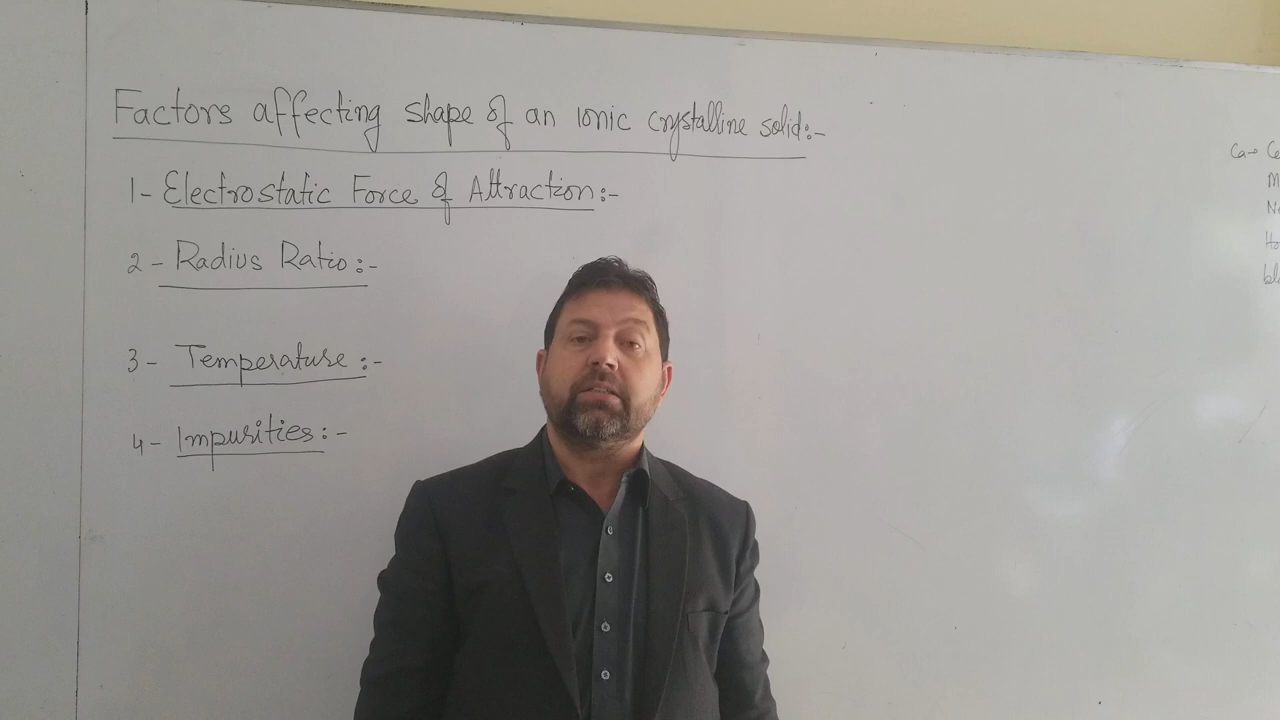 Factors affecting shape of an ionic crystalline solid:-
1- Electrostatic Force of Attraction:-
2- Radius Ratio:-
3- Temperature:-
4- Impurities:-
Ca→